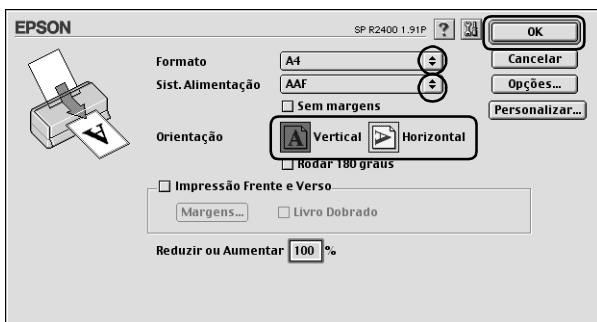 EPSON SP R2400 1.91P ? OK
Formato A4 Cancelar
Sist. Alimentação AAF Opções...
Sem margens Personalizar...
Orientação A Vertical A Horizontal
Rodar 180 graus
Impressão Frente e Verso
Margens... Livro Dobrado
Reduzir ou Aumentar 100 %
A